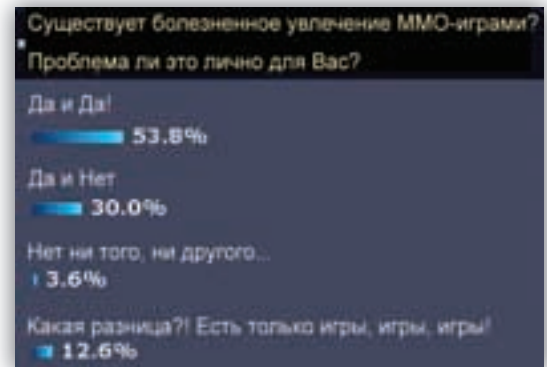 Существует болезненное увлечение ММО-играми?
Проблема ли это лично для Вас?
Да и Да!
53.8%
Да и Нет
30.0%
Нет ни того, ни другого...
3.6%
Какая разница?! Есть только игры, игры, игры!
12.6%